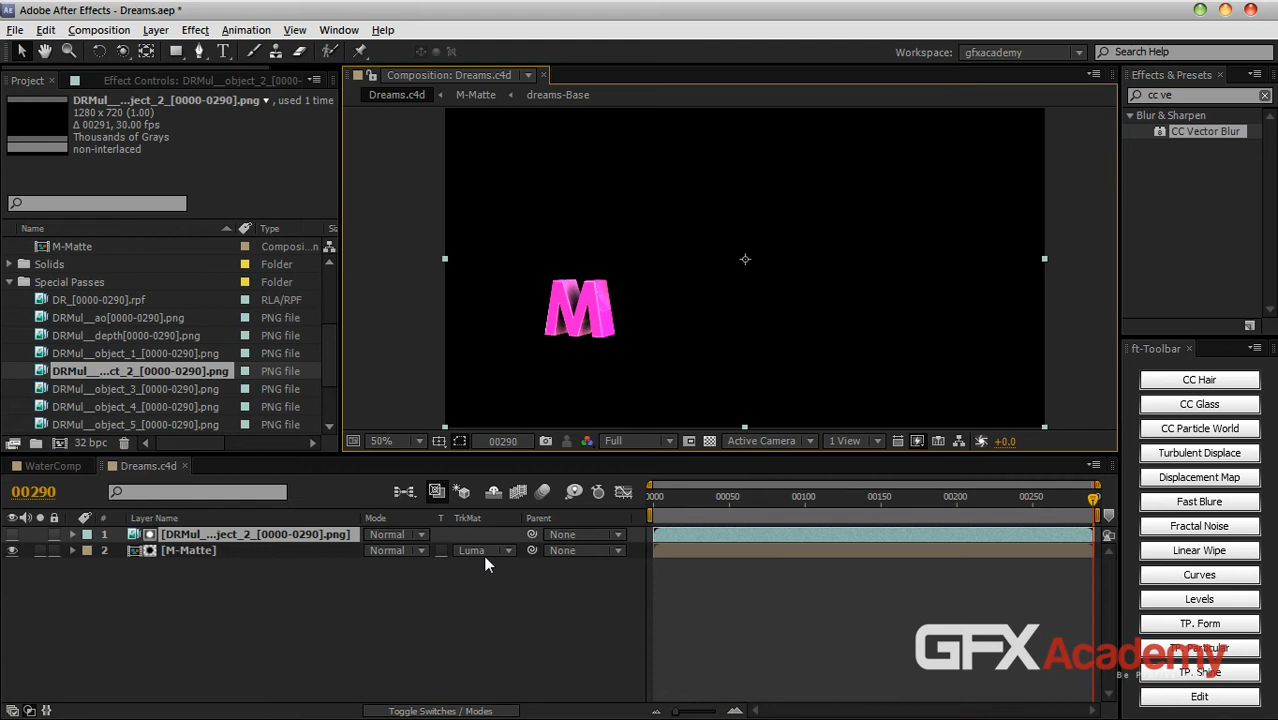 Adobe After Effects - Dreams.aep *
File Edit Composition Layer Effect Animation View Window Help
Workspace: gfxacademy Search Help
Project Effect Controls: DRMul__object_2_[0000-
Composition: Dreams.c4d
Effects & Presets
DRMul__...ject_2_[0000-0290].png , used 1 time
1280 x 720 (1.00)
Δ 00291, 30.00 fps
Thousands of Grays
non-interlaced
Dreams.c4d M-Matte dreams-Base
cc ve
Blur & Sharpen
CC Vector Blur
M
Name Type Siz
M-Matte Composi...n
Solids Folder
Special Passes Folder
DR_[0000-0290].rpf RLA/RPF
DRMul__ao[0000-0290].png PNG file
DRMul__depth[0000-0290].png PNG file
DRMul__object_1_[0000-0290].png PNG file
DRMul__...ct_2_[0000-0290].png PNG file
DRMul__object_3_[0000-0290].png PNG file
DRMul__object_4_[0000-0290].png PNG file
DRMul__object_5_[0000-0290].png PNG file
32 bpc
50% 00290 Full Active Camera 1 View +0.0
ft-Toolbar
CC Hair
CC Glass
CC Particle World
Turbulent Displace
Displacement Map
Fast Blure
Fractal Noise
Linear Wipe
Curves
Levels
TP. Form
TP. Particular
TP. Shine
Edit
WaterComp Dreams.c4d
00290
0000 00050 00100 00150 00200 00250
# Layer Name Mode T TrkMat Parent
1 [DRMul_...ject_2_[0000-0290].png] Normal None
2 [M-Matte] Normal Luma None
Toggle Switches / Modes
GFXAcademy